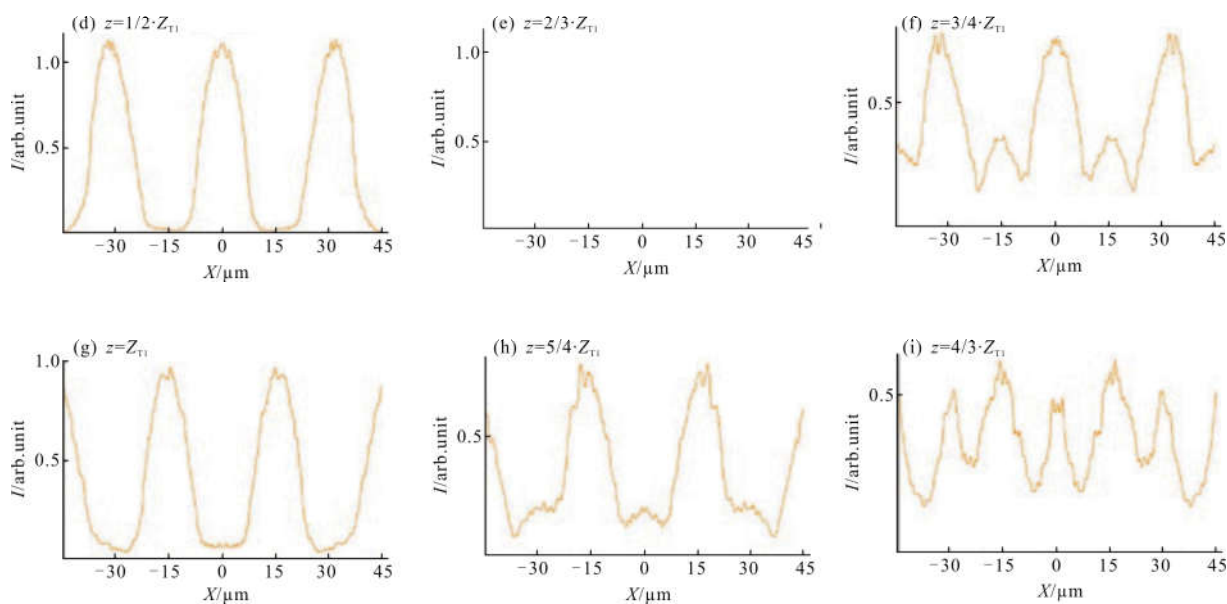 (d) z=1/2·Z_T1
(e) z=2/3·Z_T1
(f) z=3/4·Z_T1
1.0
0.5
I/arb.unit
−30 −15 0 15 30 45
X/μm
1.0
0.5
I/arb.unit
−30 −15 0 15 30 45
X/μm
0.5
I/arb.unit
−30 −15 0 15 30 45
X/μm
(g) z=Z_T1
(h) z=5/4·Z_T1
(i) z=4/3·Z_T1
1.0
0.5
I/arb.unit
−30 −15 0 15 30 45
X/μm
0.5
I/arb.unit
−30 −15 0 15 30 45
X/μm
0.5
I/arb.unit
−30 −15 0 15 30 45
X/μm